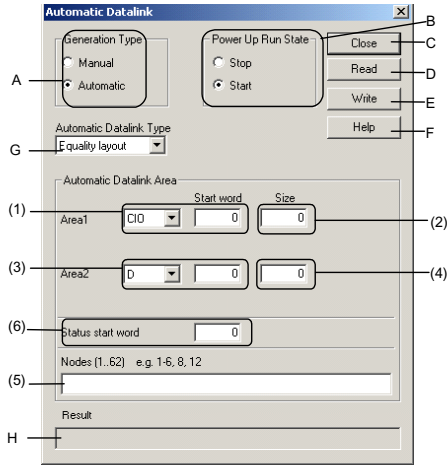 Automatic Datalink
B
Generation Type
Power Up Run State
Close
C
Manual
Stop
Read
D
A
Automatic
Start
Write
E
Automatic Datalink Type
Help
F
G
Equality layout
Automatic Datalink Area
Start word
Size
(1)
Area1
CIO
0
0
(2)
(3)
Area2
D
0
0
(4)
(6)
Status start word
0
Nodes (1..62) e.g. 1-6, 8, 12
(5)
Result
H